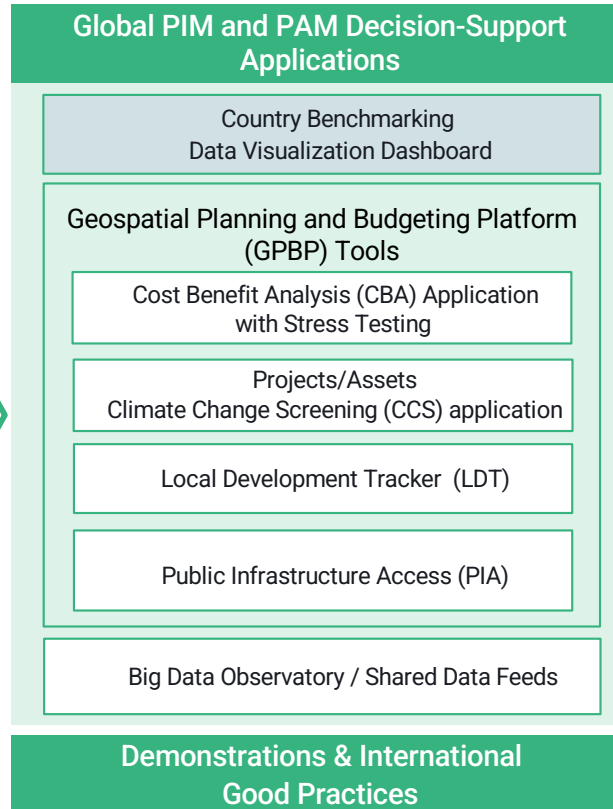 Global PIM and PAM Decision-Support
Applications
Country Benchmarking
Data Visualization Dashboard
Geospatial Planning and Budgeting Platform
(GPBP) Tools
Cost Benefit Analysis (CBA) Application
with Stress Testing
Projects/Assets
Climate Change Screening (CCS) application
Local Development Tracker (LDT)
Public Infrastructure Access (PIA)
Big Data Observatory / Shared Data Feeds
Demonstrations & International
Good Practices